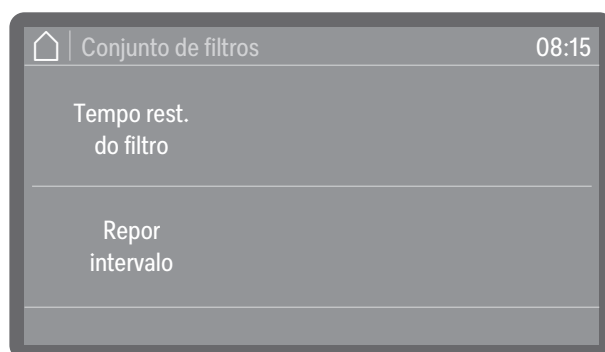 Conjunto de filtros
08:15
Tempo rest.
do filtro
Repor
intervalo